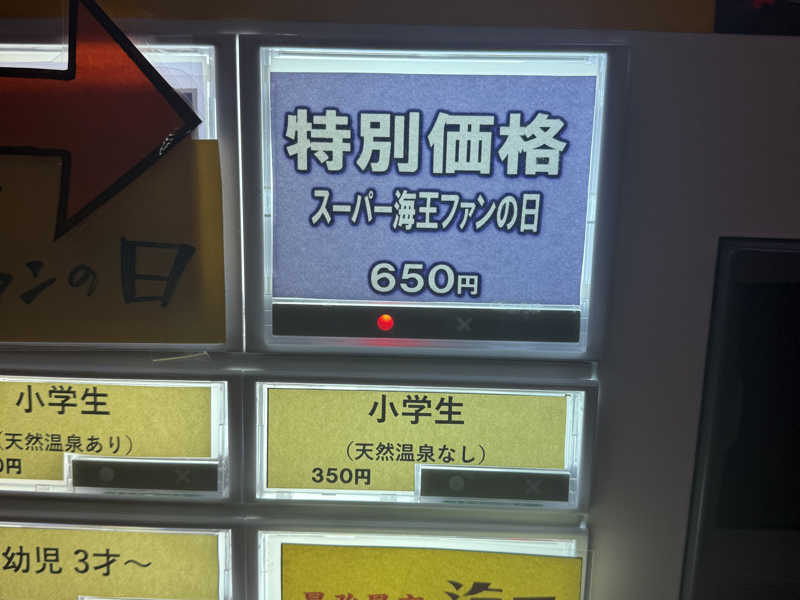 特別価格
スーパー海王ファンの日
650円
ァンの日
小学生
(天然温泉あり)
0円
小学生
(天然温泉なし)
350円
幼児 3才〜